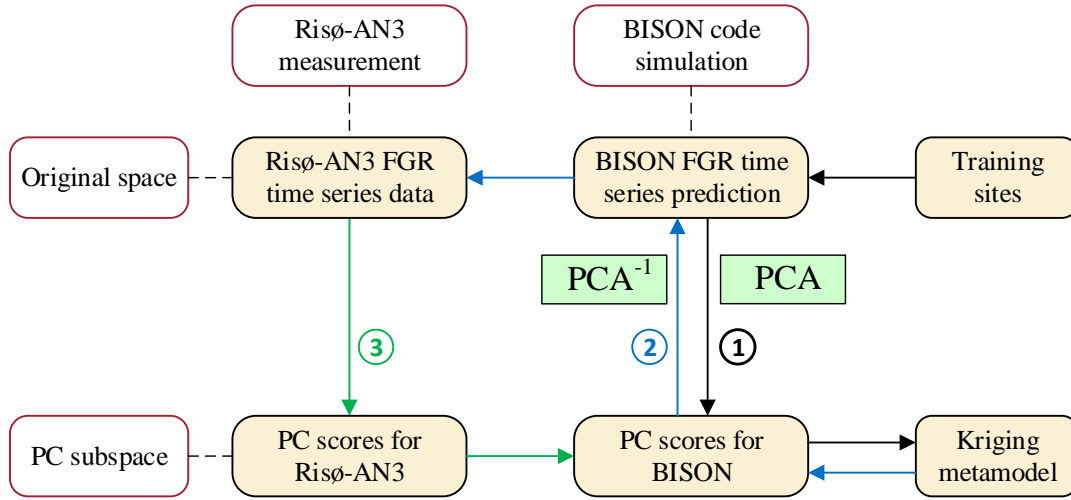 Risø-AN3
measurement
BISON code
simulation
Original space
Risø-AN3 FGR
time series data
BISON FGR time
series prediction
Training
sites
PCA-1
PCA
3
2
1
PC subspace
PC scores for
Risø-AN3
PC scores for
BISON
Kriging
metamodel